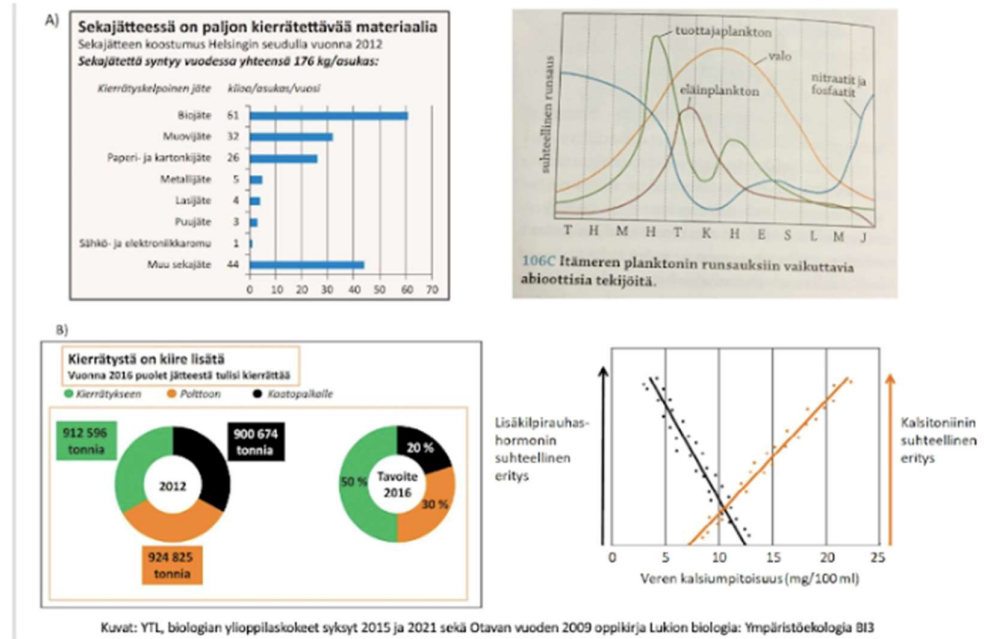 A)
Sekajätteessä on paljon kierrätettävää materiaalia
Sekajätteen koostumus Helsingin seudulla vuonna 2012
Sekajätettä syntyy vuodessa yhteensä 176 kg/asukas:
Kierrätyskelpoinen jäte kiloa/asukas/vuosi
Biojäte 61
Muovijäte 32
Paperi- ja kartonkijäte 26
Metallijäte 5
Lasijäte 4
Puujäte 3
Sähkö- ja elektroniikkaromu 1
Muu sekajäte 44
0 10 20 30 40 50 60 70
suhteellinen runsaus
tuottajaplankton
valo
eläinplankton
nitraatit ja
fosfaatit
T H M H T K H E S L M J
106C Itämeren planktonin runsauksiin vaikuttavia
abioottisia tekijöitä.
B)
Kierrätystä on kiire lisätä
Vuonna 2016 puolet jätteestä tulisi kierrättää
Kierrätykseen Polttoon Kaatopaikalle
912 596
tonnia
900 674
tonnia
2012
924 825
tonnia
50 %
20 %
Tavoite
2016
30 %
Lisäkilpirauhas-
hormonin
suhteellinen
eritys
Kalsitoniinin
suhteellinen
eritys
0 5 10 15 20 25
Veren kalsiumpitoisuus (mg/100 ml)
Kuvat: YTL, biologian ylioppilaskokeet syksyt 2015 ja 2021 sekä Otavan vuoden 2009 oppikirja Lukion biologia: Ympäristöekologia BI3